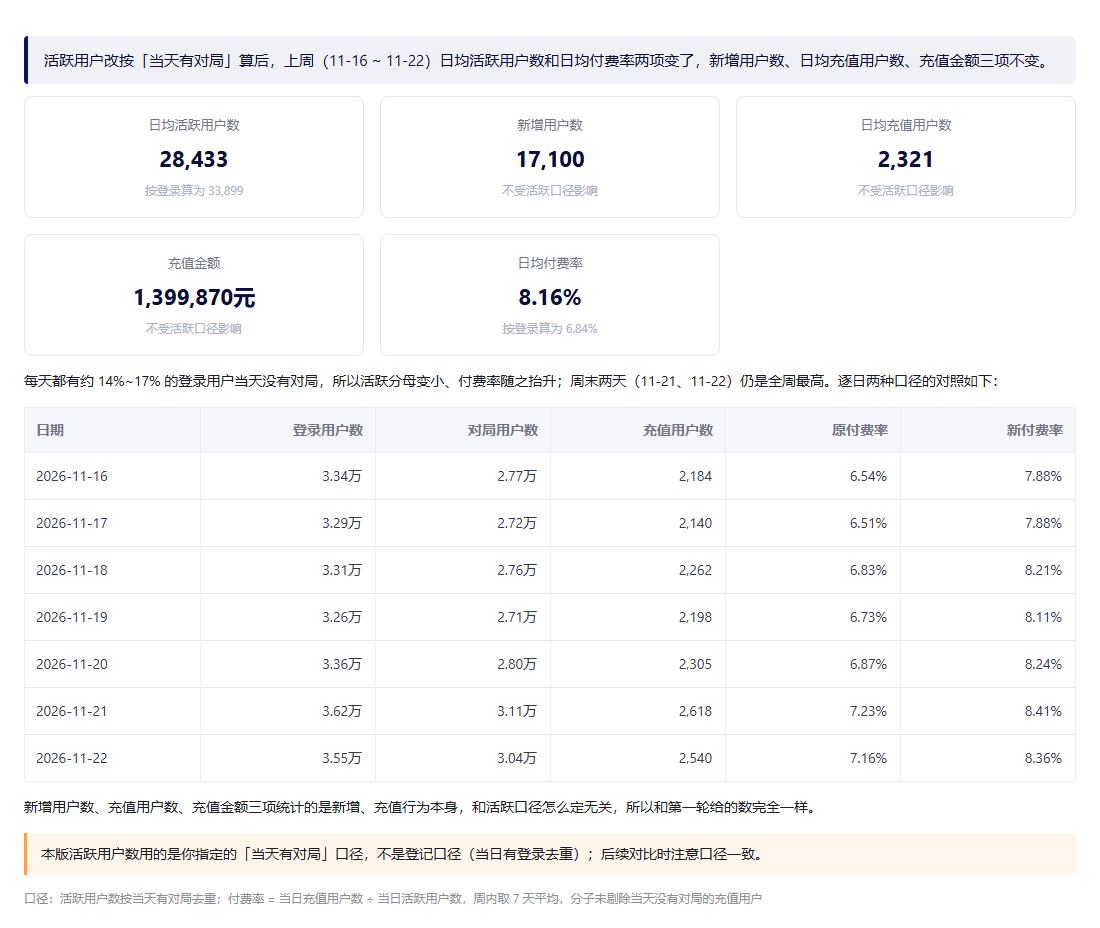 活跃用户改按「当天有对局」算后，上周（11-16 ~ 11-22）日均活跃用户数和日均付费率两项变了，新增用户数、日均充值用户数、充值金额三项不变。
日均活跃用户数
28,433
按登录算为 33,899
新增用户数
17,100
不受活跃口径影响
日均充值用户数
2,321
不受活跃口径影响
充值金额
1,399,870元
不受活跃口径影响
日均付费率
8.16%
按登录算为 6.84%
每天都有约 14%~17% 的登录用户当天没有对局，所以活跃分母变小、付费率随之抬升；周末两天（11-21、11-22）仍是全周最高。逐日两种口径的对照如下：
日期 登录用户数 对局用户数 充值用户数 原付费率 新付费率
2026-11-16 3.34万 2.77万 2,184 6.54% 7.88%
2026-11-17 3.29万 2.72万 2,140 6.51% 7.88%
2026-11-18 3.31万 2.76万 2,262 6.83% 8.21%
2026-11-19 3.26万 2.71万 2,198 6.73% 8.11%
2026-11-20 3.36万 2.80万 2,305 6.87% 8.24%
2026-11-21 3.62万 3.11万 2,618 7.23% 8.41%
2026-11-22 3.55万 3.04万 2,540 7.16% 8.36%
新增用户数、充值用户数、充值金额三项统计的是新增、充值行为本身，和活跃口径怎么定无关，所以和第一轮给的数完全一样。
本版活跃用户数用的是你指定的「当天有对局」口径，不是登记口径（当日有登录去重）；后续对比时注意口径一致。
口径：活跃用户数按当天有对局去重；付费率 = 当日充值用户数 ÷ 当日活跃用户数，周内取 7 天平均，分子未剔除当天没有对局的充值用户